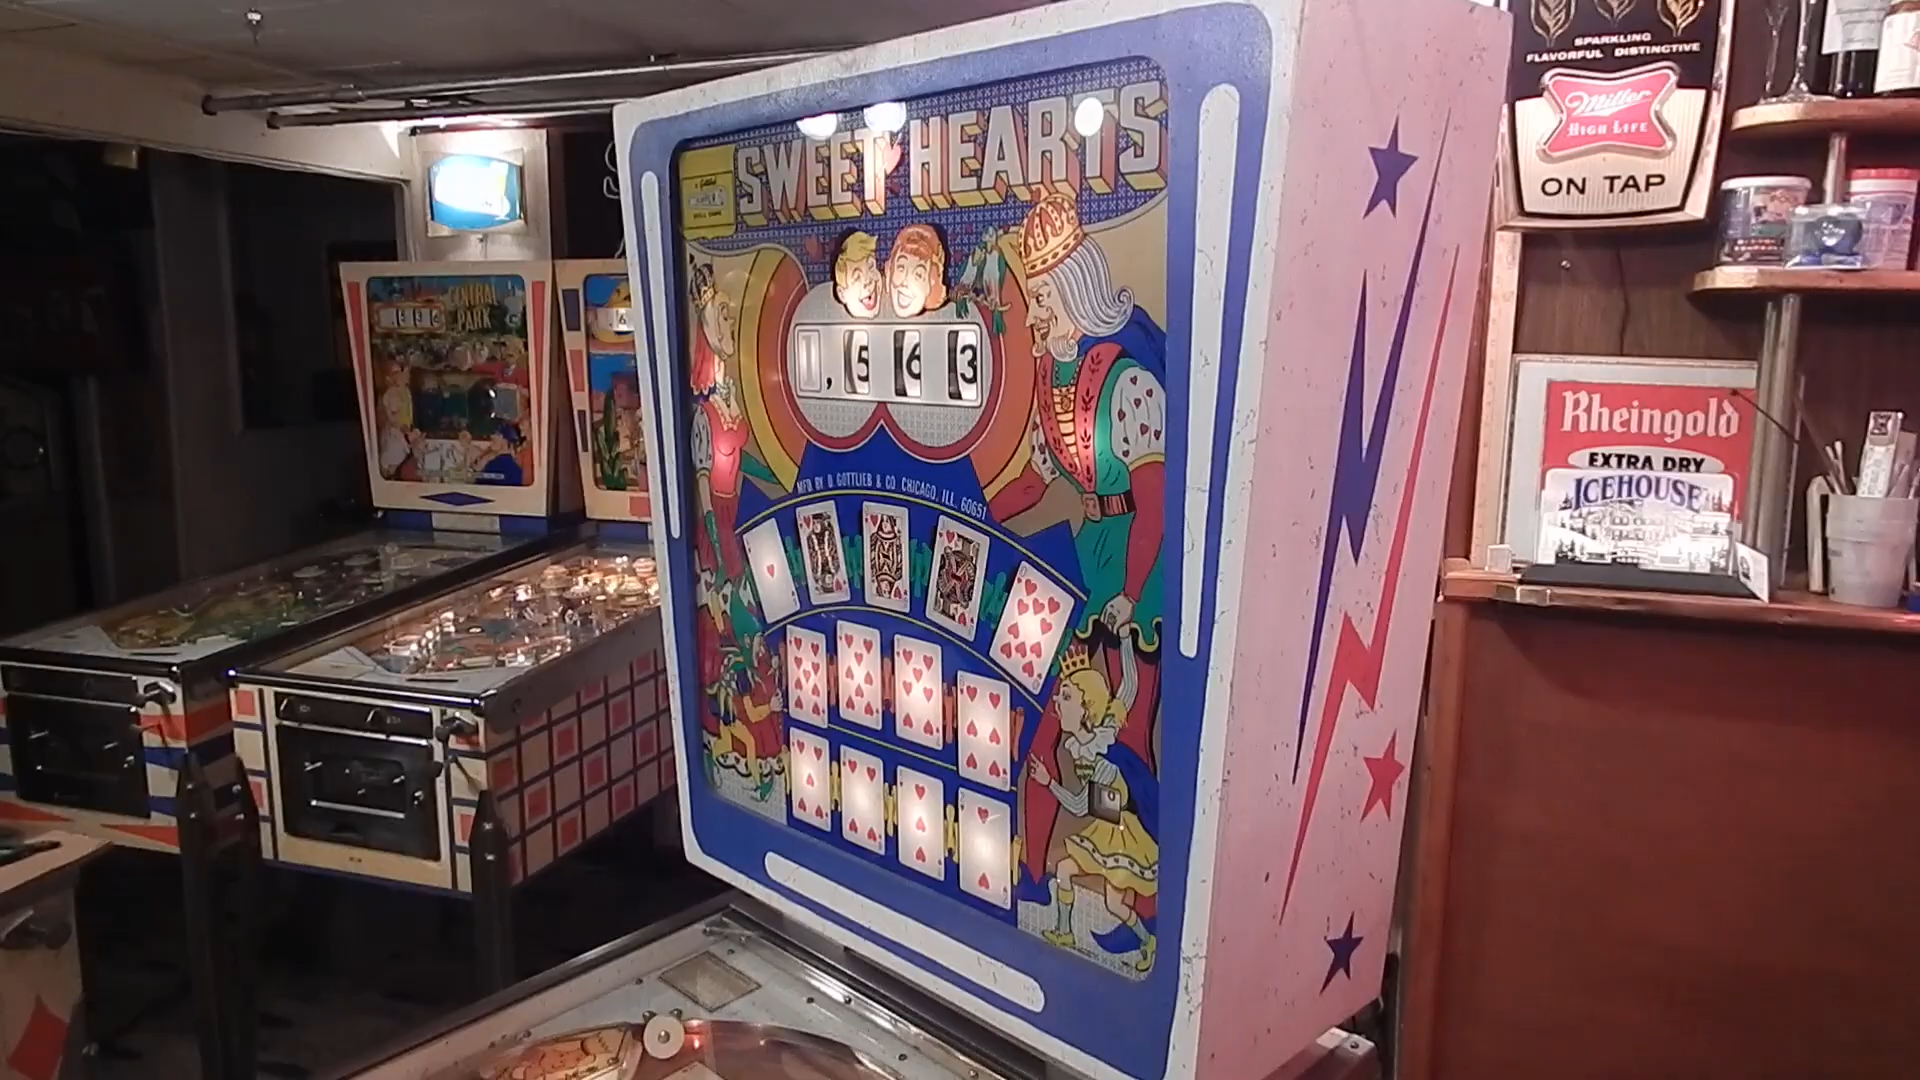 SWEET HEARTS
1,563
MFD BY D. GOTTLIEB & CO. CHICAGO, ILL. 60651
CENTRAL
PARK
SPARKLING
FLAVORFUL DISTINCTIVE
Miller
HIGH LIFE
ON TAP
Rheingold
EXTRA DRY
ICEHOUSE